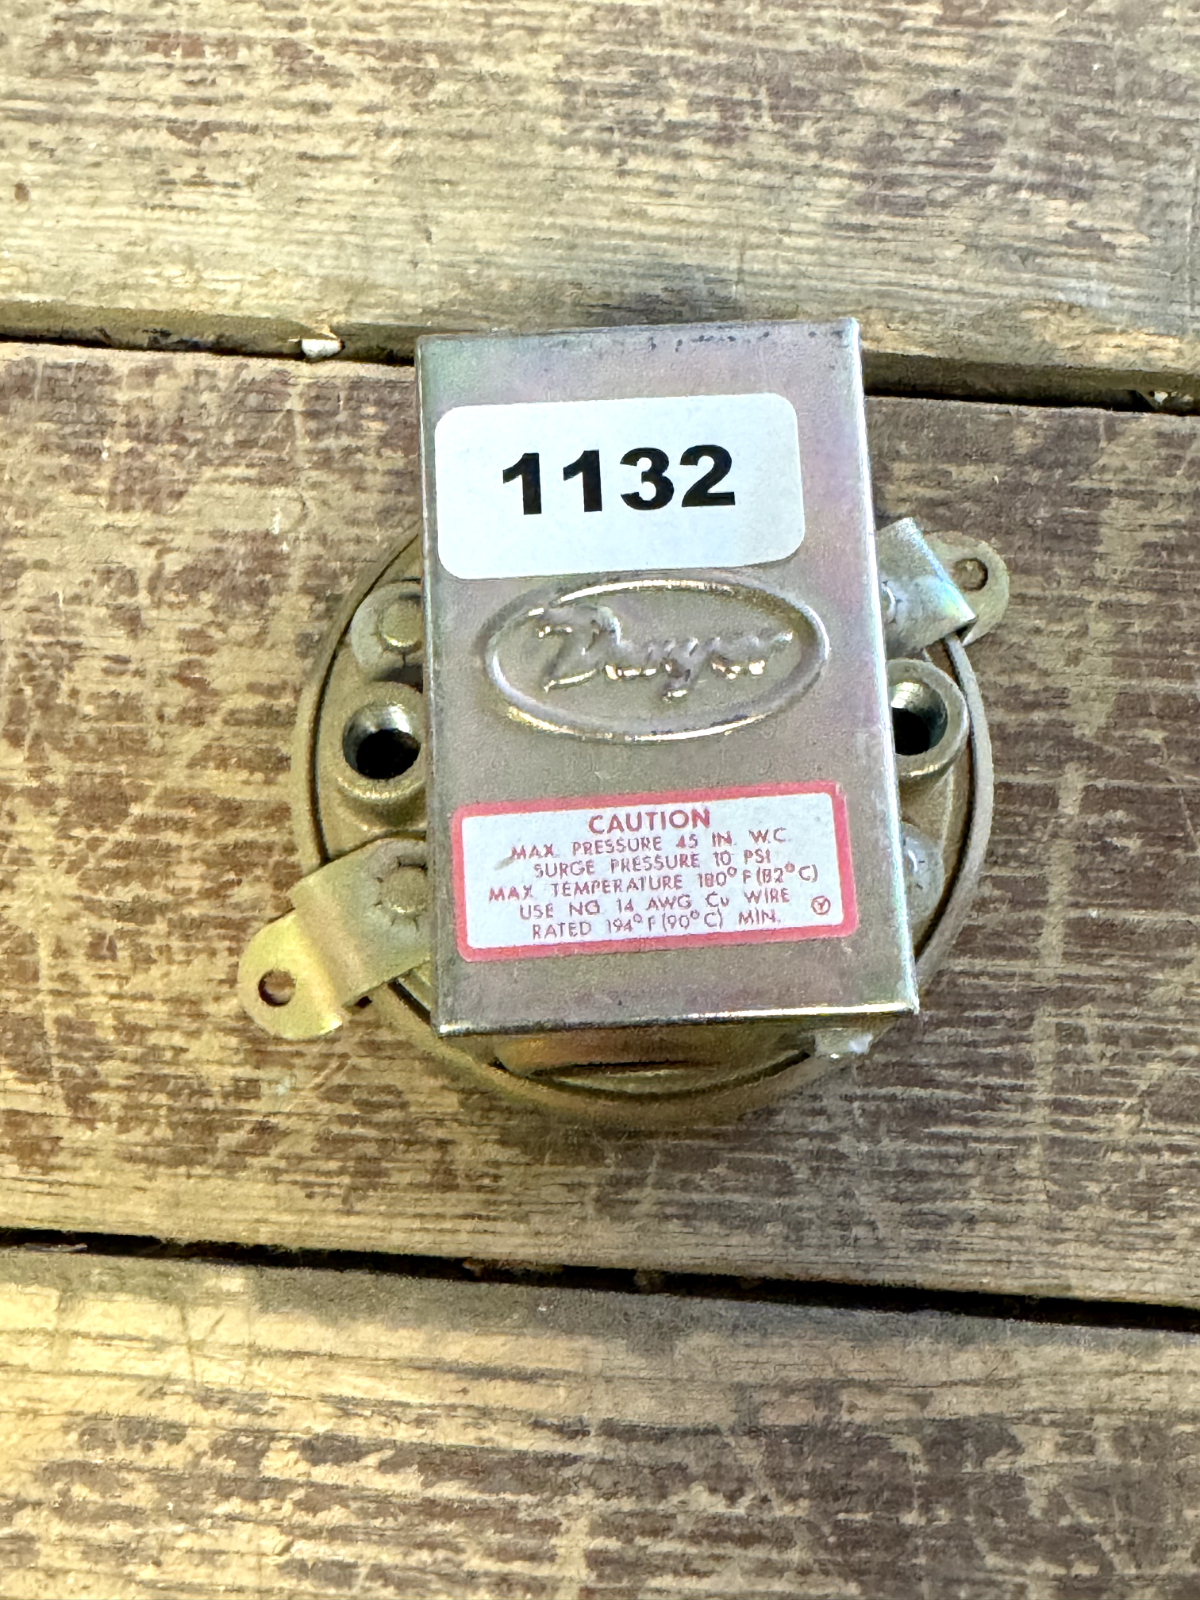 1132
Dwyer
CAUTION
MAX. PRESSURE 45 IN. W.C.
SURGE PRESSURE 10 PSI
MAX. TEMPERATURE 180° F (82° C)
USE NO. 14 AWG Cu WIRE
RATED 194° F (90° C) MIN.